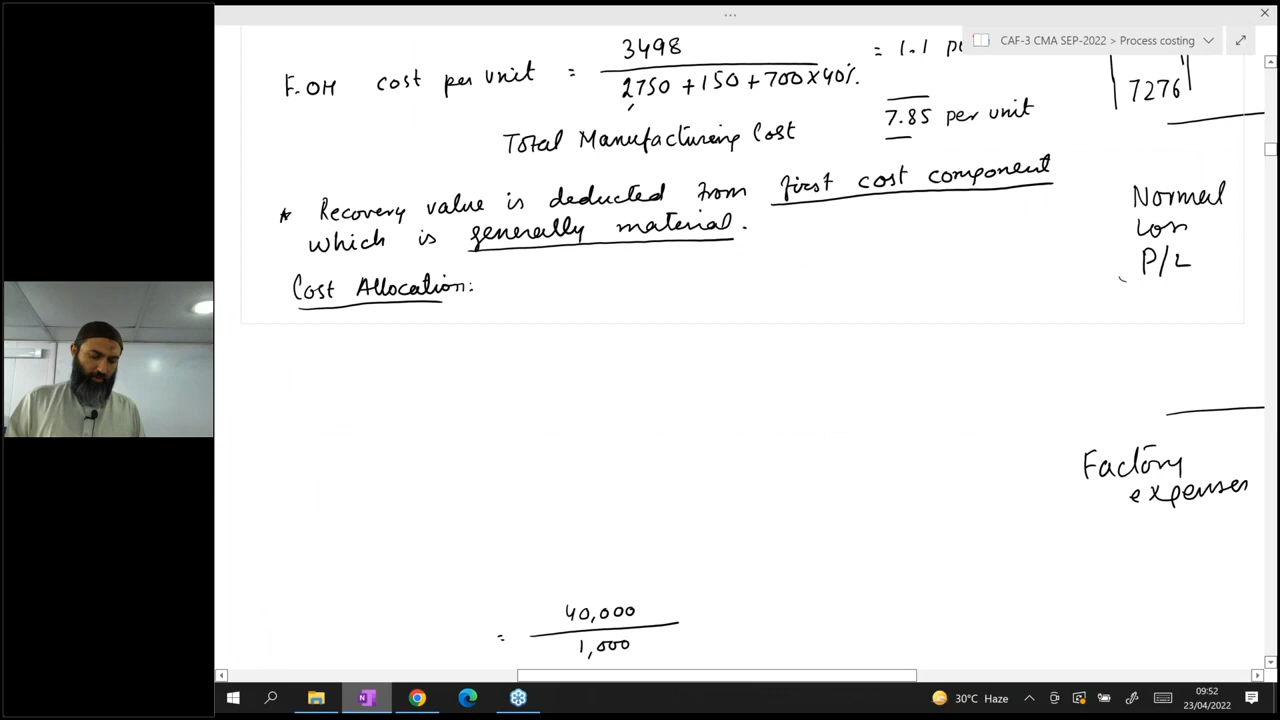 CAF-3 CMA SEP-2022 > Process costing
F.OH cost per unit = 3498
2750 + 150 + 700 x 40%.
= 1.1
7276
Total Manufacturing Cost 7.85 per unit
* Recovery value is deducted from first cost component
which is generally material.
Normal
Loss
P/L
Cost Allocation:
Factory
expenses
= 40,000
1,000
30°C Haze
09:52
23/04/2022